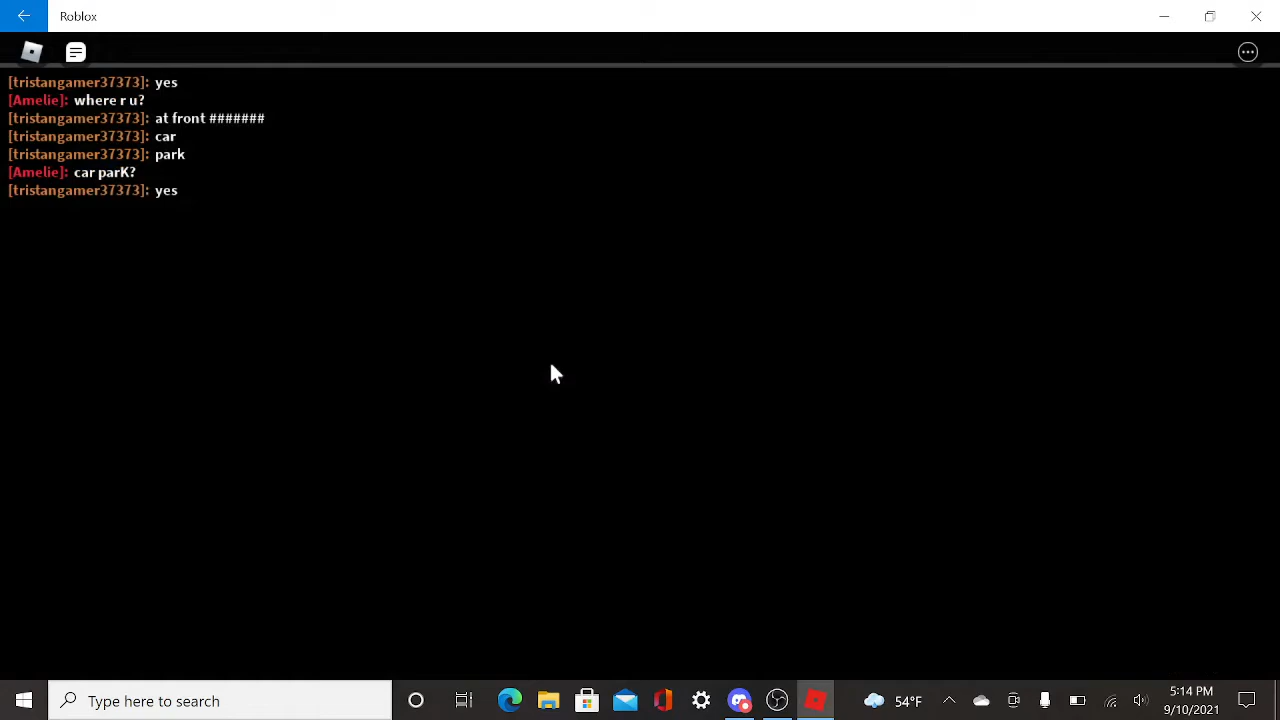 Roblox
[tristangamer37373]: yes
[Amelie]: where r u?
[tristangamer37373]: at front #######
[tristangamer37373]: car
[tristangamer37373]: park
[Amelie]: car parK?
[tristangamer37373]: yes
Type here to search
54°F
5:14 PM
9/10/2021